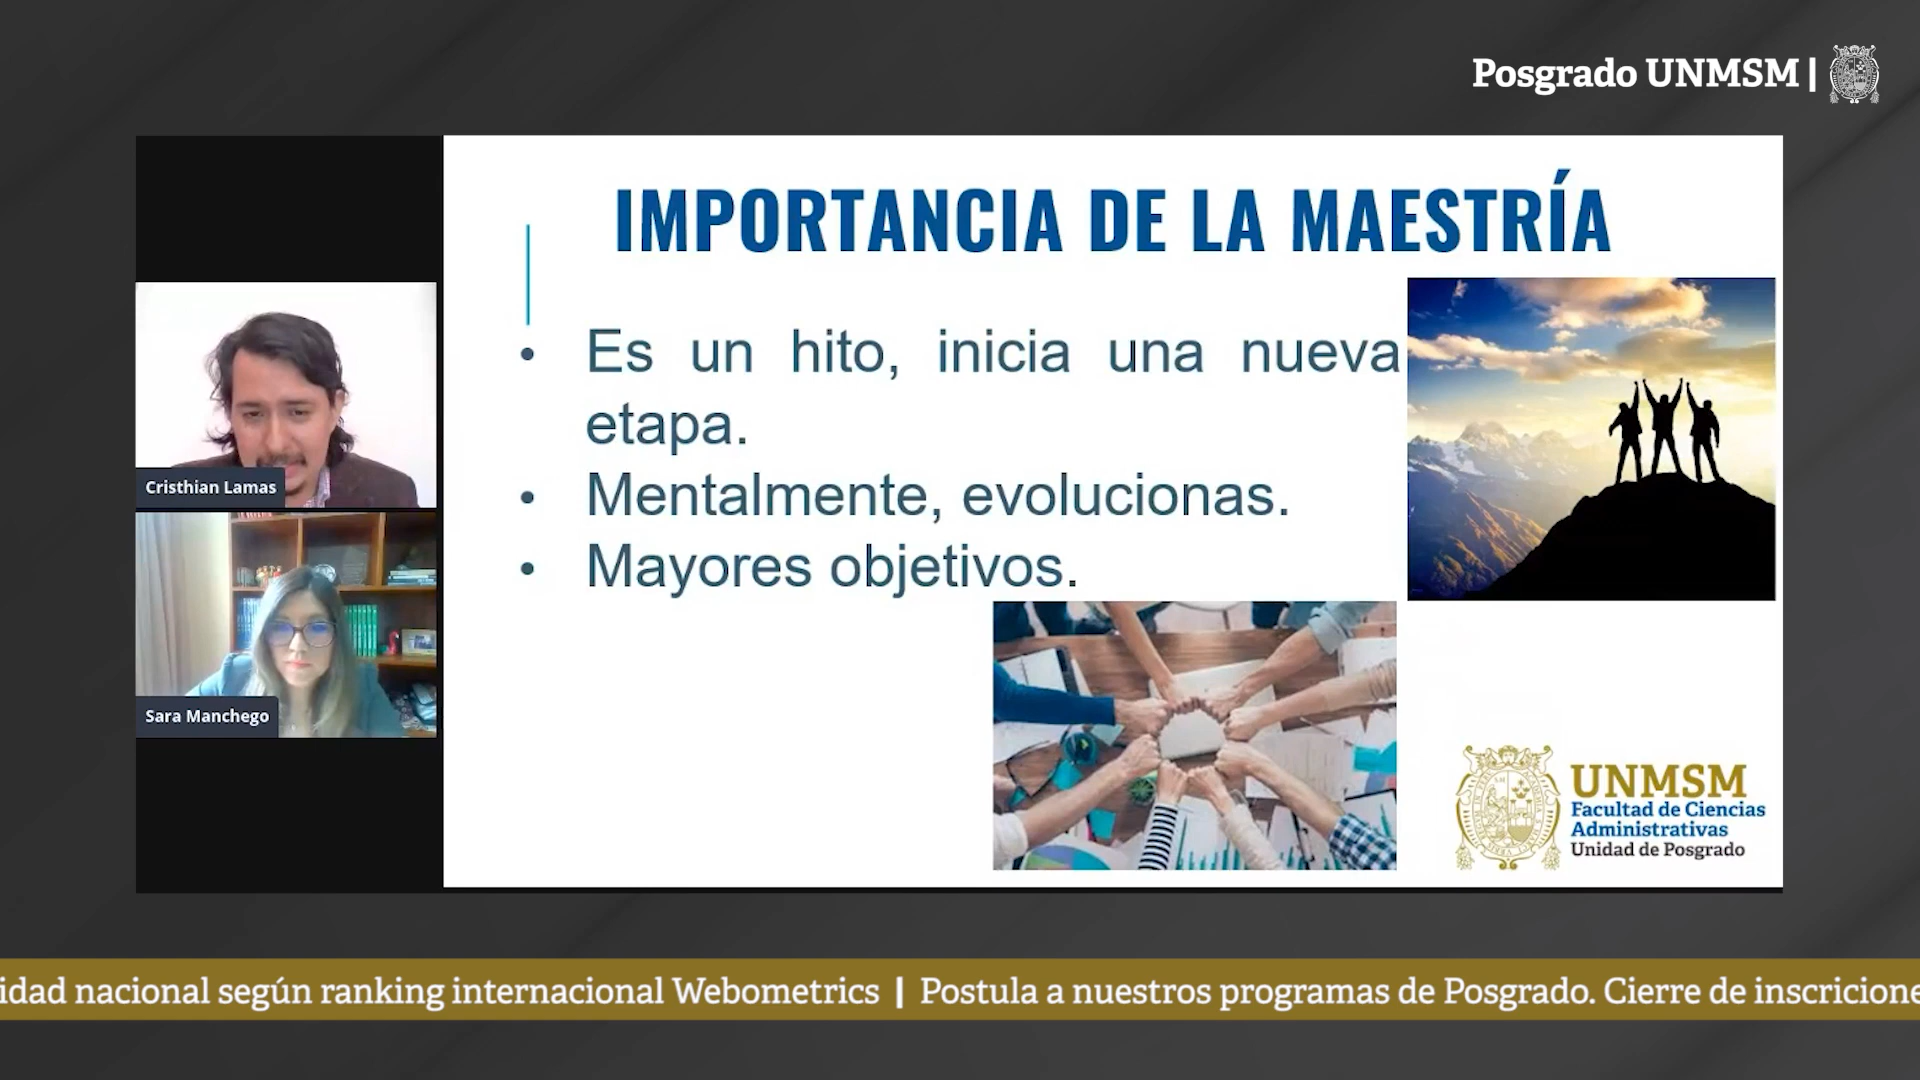 Posgrado UNMSM |
IMPORTANCIA DE LA MAESTRÍA
• Es un hito, inicia una nueva
etapa.
• Mentalmente, evolucionas.
• Mayores objetivos.
Cristhian Lamas
Sara Manchego
UNMSM
Facultad de Ciencias
Administrativas
Unidad de Posgrado
idad nacional según ranking internacional Webometrics | Postula a nuestros programas de Posgrado. Cierre de inscricione